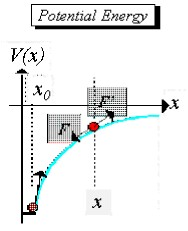 Potential Energy
V(x)
x₀
F'
x
F
x